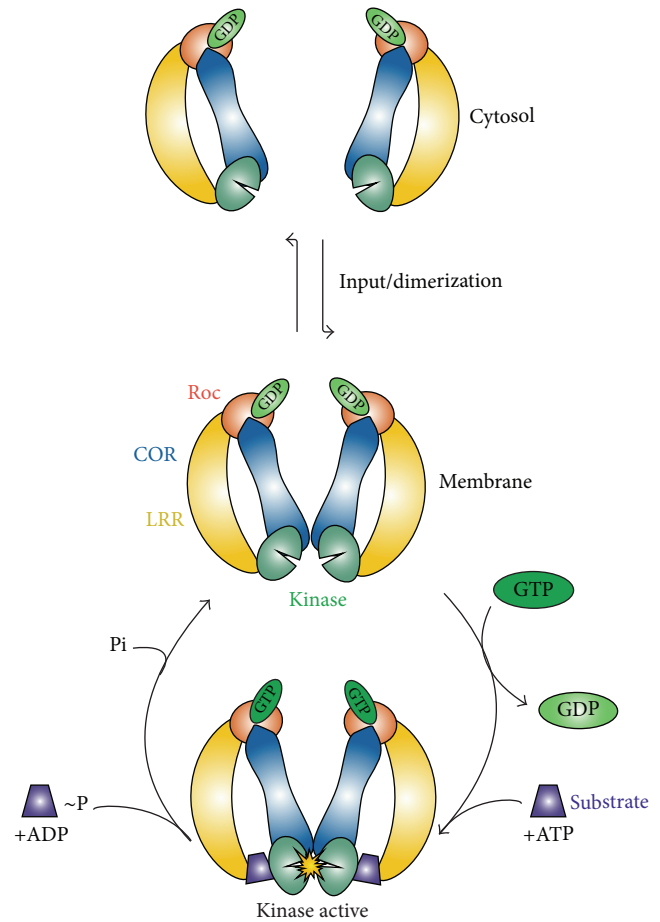 GDP
GDP
Cytosol
Input/dimerization
Roc
GDP
GDP
COR
Membrane
LRR
Kinase
GTP
Pi
GTP
GTP
GDP
~P
Substrate
+ADP
+ATP
Kinase active